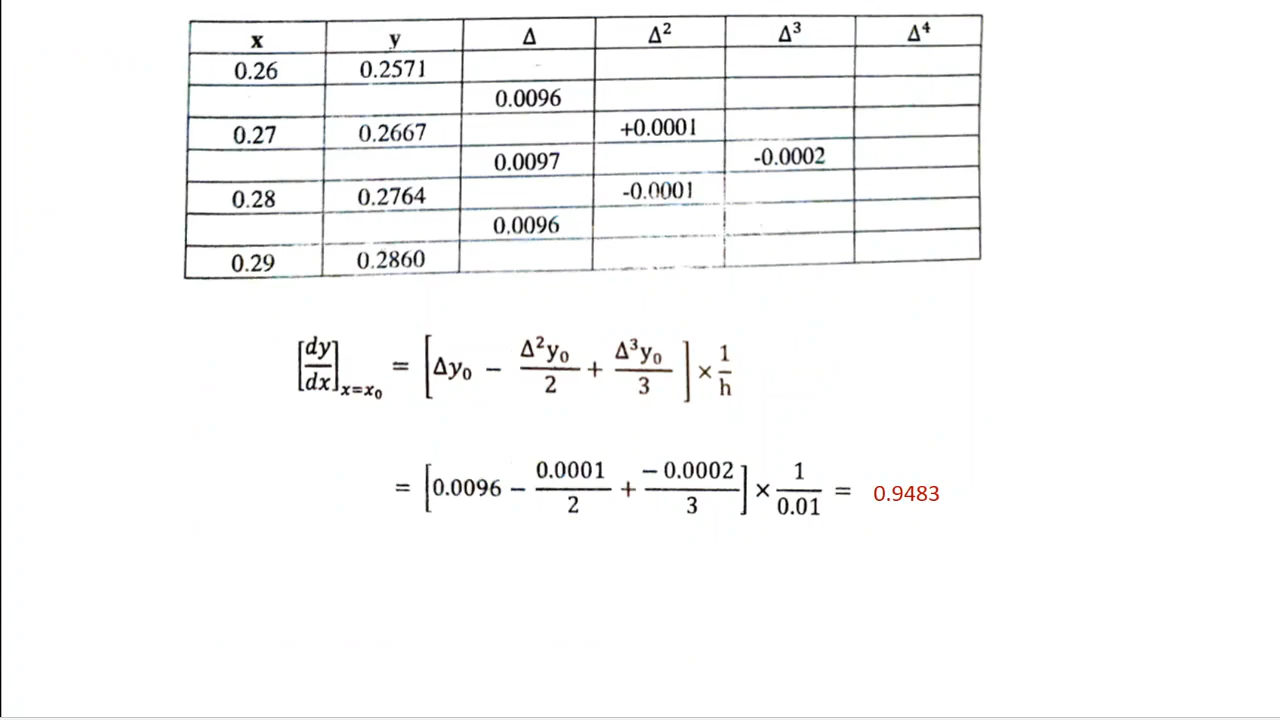 x y Δ Δ² Δ³ Δ⁴
0.26 0.2571
0.0096
0.27 0.2667 +0.0001
0.0097 -0.0002
0.28 0.2764 -0.0001
0.0096
0.29 0.2860
[dy/dx]x=x₀ = [Δy₀ − Δ²y₀/2 + Δ³y₀/3] × 1/h
= [0.0096 − 0.0001/2 + − 0.0002/3] × 1/0.01 = 0.9483